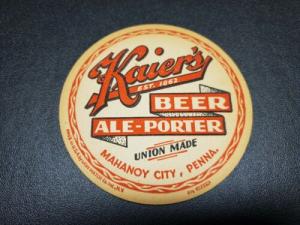 Kaier's
EST. 1862
BEER
ALE-PORTER
UNION MADE
MAHANOY CITY, PENNA.